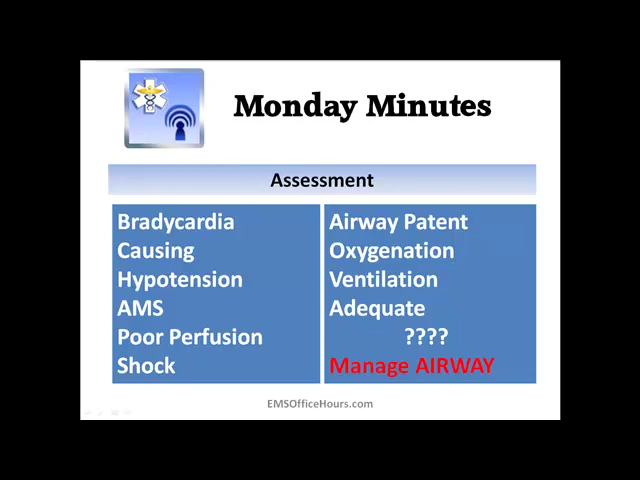 Monday Minutes
Assessment
Bradycardia
Causing
Hypotension
AMS
Poor Perfusion
Shock
Airway Patent
Oxygenation
Ventilation
Adequate
????
Manage AIRWAY
EMSOfficeHours.com